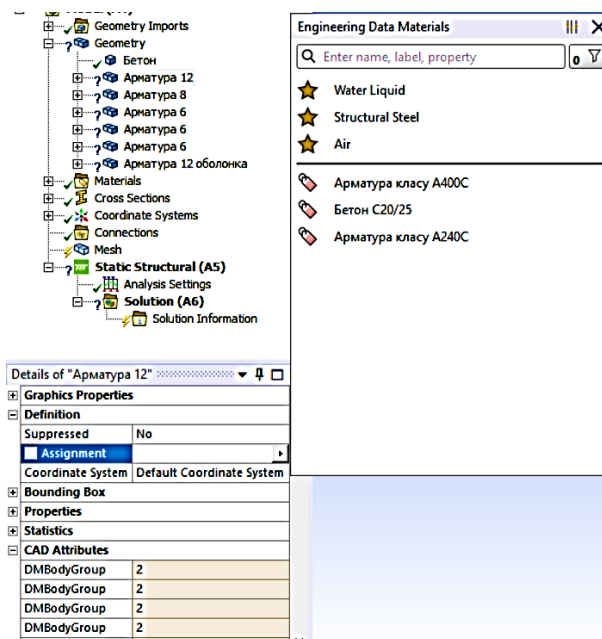 Geometry Imports
Geometry
Бетон
Арматура 12
Арматура 8
Арматура 6
Арматура 6
Арматура 6
Арматура 12 оболонка
Materials
Cross Sections
Coordinate Systems
Connections
Mesh
Static Structural (A5)
Analysis Settings
Solution (A6)
Solution Information
Details of "Арматура 12"
Graphics Properties
Definition
Suppressed No
Assignment
Coordinate System Default Coordinate System
Bounding Box
Properties
Statistics
CAD Attributes
DMBodyGroup 2
DMBodyGroup 2
DMBodyGroup 2
DMBodyGroup 2
Engineering Data Materials
Enter name, label, property 0
Water Liquid
Structural Steel
Air
Арматура класу А400С
Бетон С20/25
Арматура класу А240С